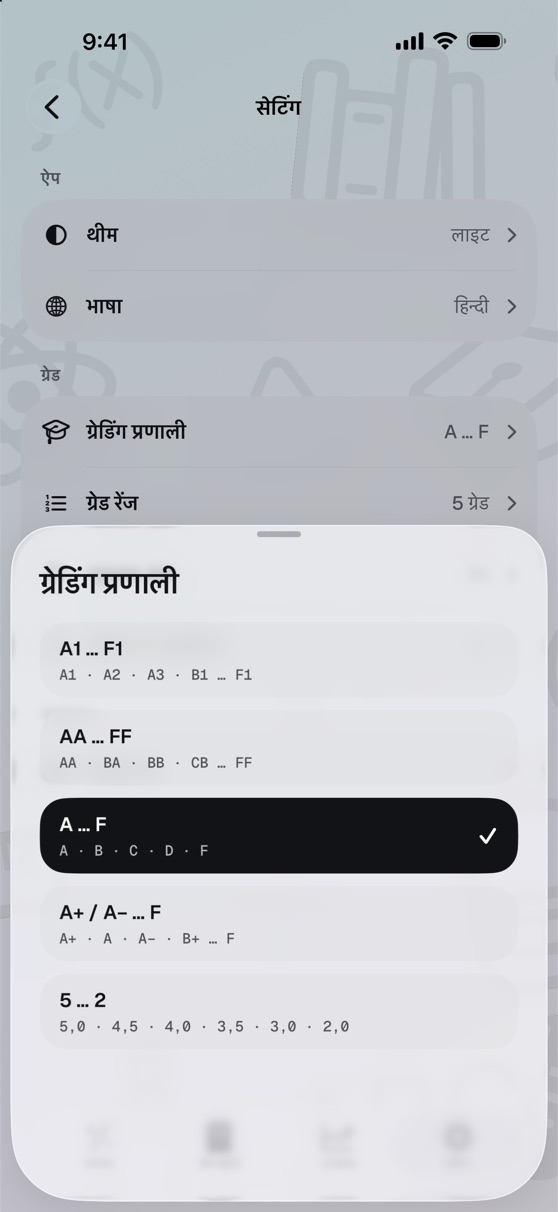 9:41
सेटिंग
ऐप
थीम
लाइट
भाषा
हिन्दी
ग्रेड
ग्रेडिंग प्रणाली
A ... F
ग्रेड रेंज
5 ग्रेड
ग्रेडिंग प्रणाली
A1 ... F1
A1 · A2 · A3 · B1 … F1
AA ... FF
AA · BA · BB · CB … FF
A ... F
A · B · C · D · F
A+ / A− ... F
A+ · A · A− · B+ … F
5 ... 2
5,0 · 4,5 · 4,0 · 3,5 · 3,0 · 2,0